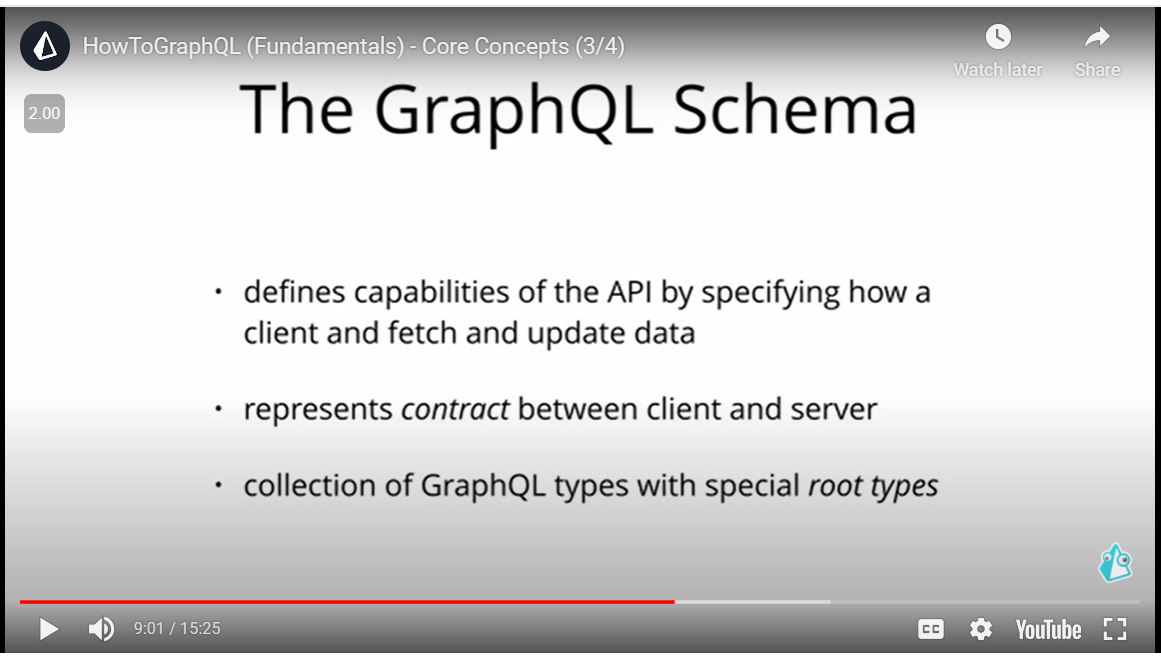 HowToGraphQL (Fundamentals) - Core Concepts (3/4)
Watch later
Share
2.00
The GraphQL Schema
• defines capabilities of the API by specifying how a
client and fetch and update data
• represents contract between client and server
• collection of GraphQL types with special root types
9:01 / 15:25
CC
YouTube